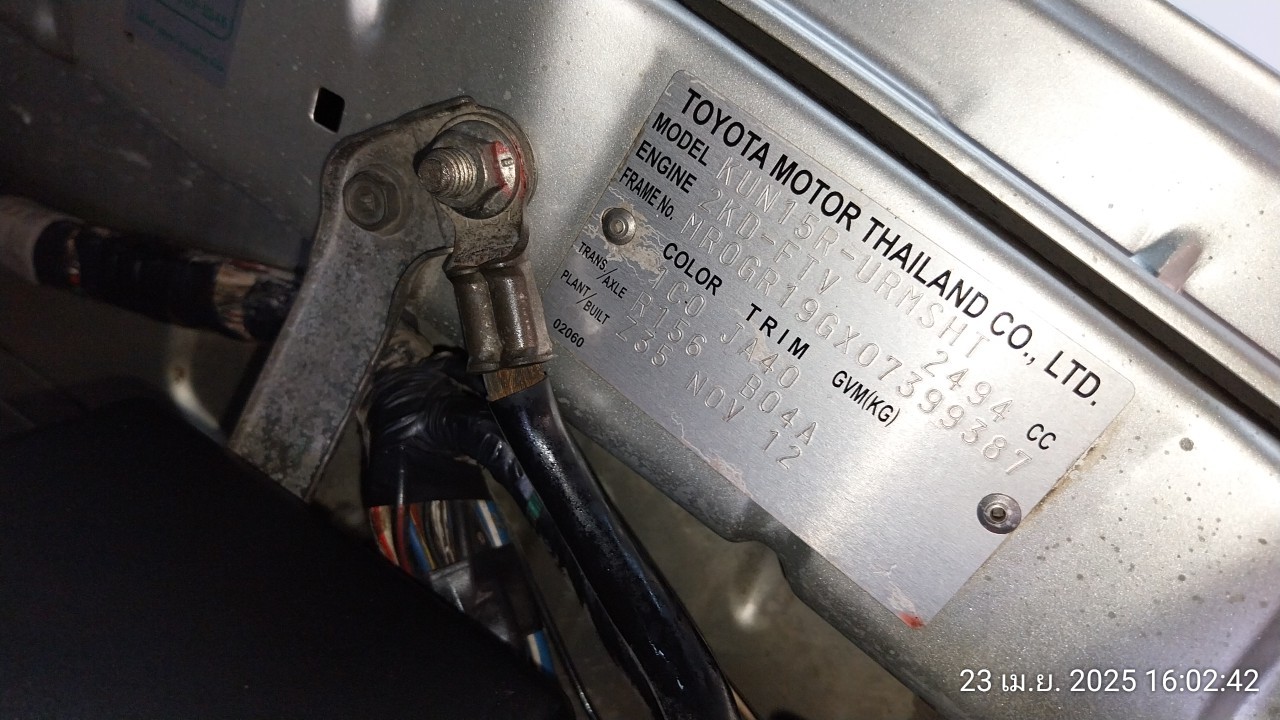 TOYOTA MOTOR THAILAND CO., LTD.
MODEL KUN15R-URMSHT
ENGINE 2KD-FTV 2494 CC
FRAME No. MR0GR19GX07399387
COLOR TRIM GVM(KG)
1C0 JA40
TRANS/AXLE R156 B04A
PLANT/BUILT Z35 NOV 12
02060
23 เม.ย. 2025 16:02:42